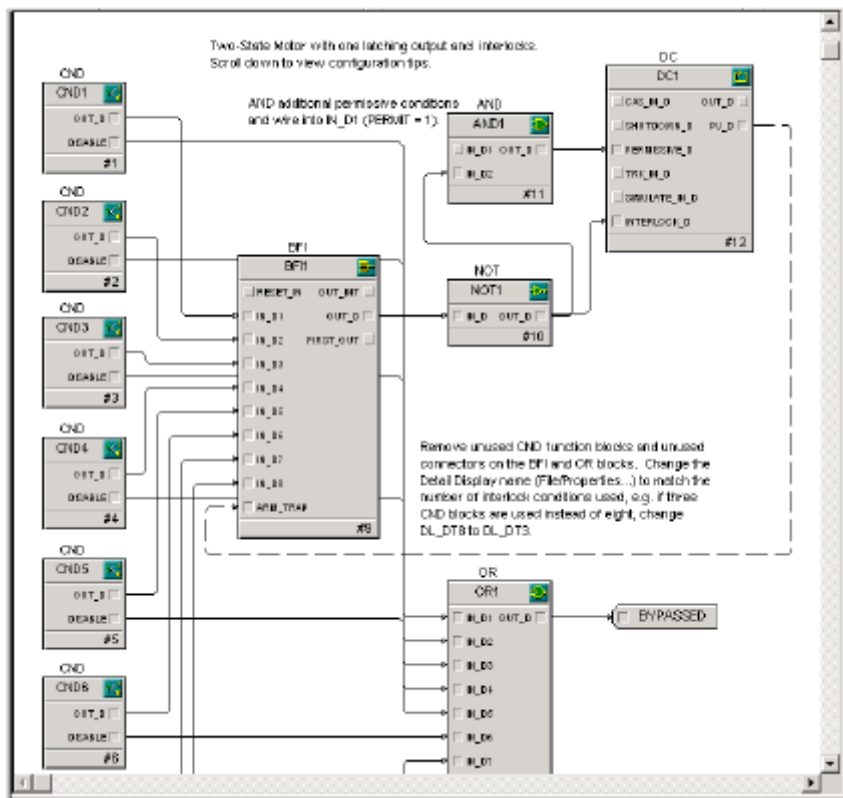 Two-State Motor with one latching output and interlocks.
Scroll down to view configuration tips.
CND
CND1
OUT_D
DISABLE
#1
CND
CND2
OUT_D
DISABLE
#2
CND
CND3
OUT_D
DISABLE
#3
CND
CND4
OUT_D
DISABLE
#4
CND
CND5
OUT_D
DISABLE
#5
CND
CND6
OUT_D
DISABLE
#6
BFI
BFI1
RESET_IN OUT_INT
IN_D1 OUT_D
IN_D2 FIRST_OUT
IN_D3
IN_D4
IN_D5
IN_D6
IN_D7
IN_D8
ARM_TRAP
#9
AND additional permissive conditions
and wire into IN_D1 (PERMIT = 1).
AND
AND1
IN_D1 OUT_D
IN_D2
#11
NOT
NOT1
IN_D OUT_D
#10
DC
DC1
CAS_IN_D OUT_D
SHUTDOWN_D PV_D
PERMISSIVE_D
TRK_IN_D
SIMULATE_IN_D
INTERLOCK_D
#12
Remove unused CND function blocks and unused
connectors on the BFI and OR blocks. Change the
Detail Display name (File/Properties...) to match the
number of interlock conditions used, e.g. if three
CND blocks are used instead of eight, change
DL_DT8 to DL_DT3.
OR
OR1
IN_D1 OUT_D
IN_D2
IN_D3
IN_D4
IN_D5
IN_D6
IN_D7
BYPASSED